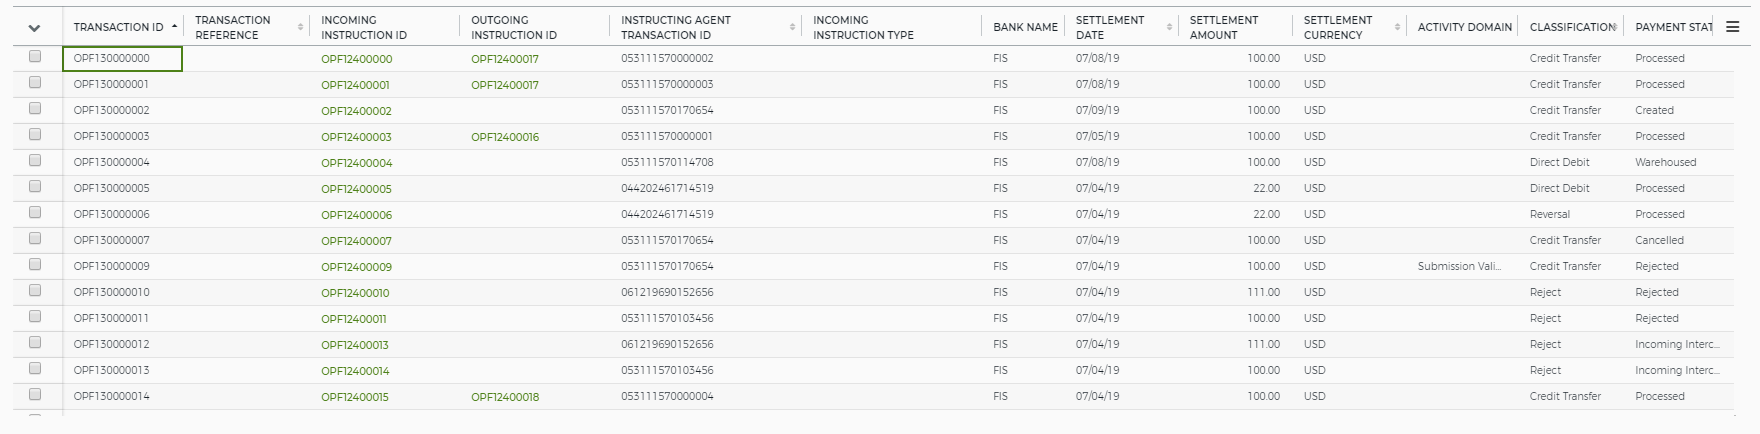 TRANSACTION ID TRANSACTION REFERENCE INCOMING INSTRUCTION ID OUTGOING INSTRUCTION ID INSTRUCTING AGENT TRANSACTION ID INCOMING INSTRUCTION TYPE BANK NAME SETTLEMENT DATE SETTLEMENT AMOUNT SETTLEMENT CURRENCY ACTIVITY DOMAIN CLASSIFICATION PAYMENT STAT
OPF130000000 OPF12400000 OPF12400017 053111570000002 FIS 07/08/19 100.00 USD Credit Transfer Processed
OPF130000001 OPF12400001 OPF12400017 053111570000003 FIS 07/08/19 100.00 USD Credit Transfer Processed
OPF130000002 OPF12400002 053111570170654 FIS 07/09/19 100.00 USD Credit Transfer Created
OPF130000003 OPF12400003 OPF12400016 053111570000001 FIS 07/05/19 100.00 USD Credit Transfer Processed
OPF130000004 OPF12400004 053111570114708 FIS 07/08/19 100.00 USD Direct Debit Warehoused
OPF130000005 OPF12400005 044202461714519 FIS 07/04/19 22.00 USD Direct Debit Processed
OPF130000006 OPF12400006 044202461714519 FIS 07/04/19 22.00 USD Reversal Processed
OPF130000007 OPF12400007 053111570170654 FIS 07/04/19 100.00 USD Credit Transfer Cancelled
OPF130000009 OPF12400009 053111570170654 FIS 07/04/19 100.00 USD Submission Vali... Credit Transfer Rejected
OPF130000010 OPF12400010 061219690152656 FIS 07/04/19 111.00 USD Reject Rejected
OPF130000011 OPF12400011 053111570103456 FIS 07/04/19 100.00 USD Reject Rejected
OPF130000012 OPF12400013 061219690152656 FIS 07/04/19 111.00 USD Reject Incoming Interc...
OPF130000013 OPF12400014 053111570103456 FIS 07/04/19 100.00 USD Reject Incoming Interc...
OPF130000014 OPF12400015 OPF12400018 053111570000004 FIS 07/04/19 100.00 USD Credit Transfer Processed